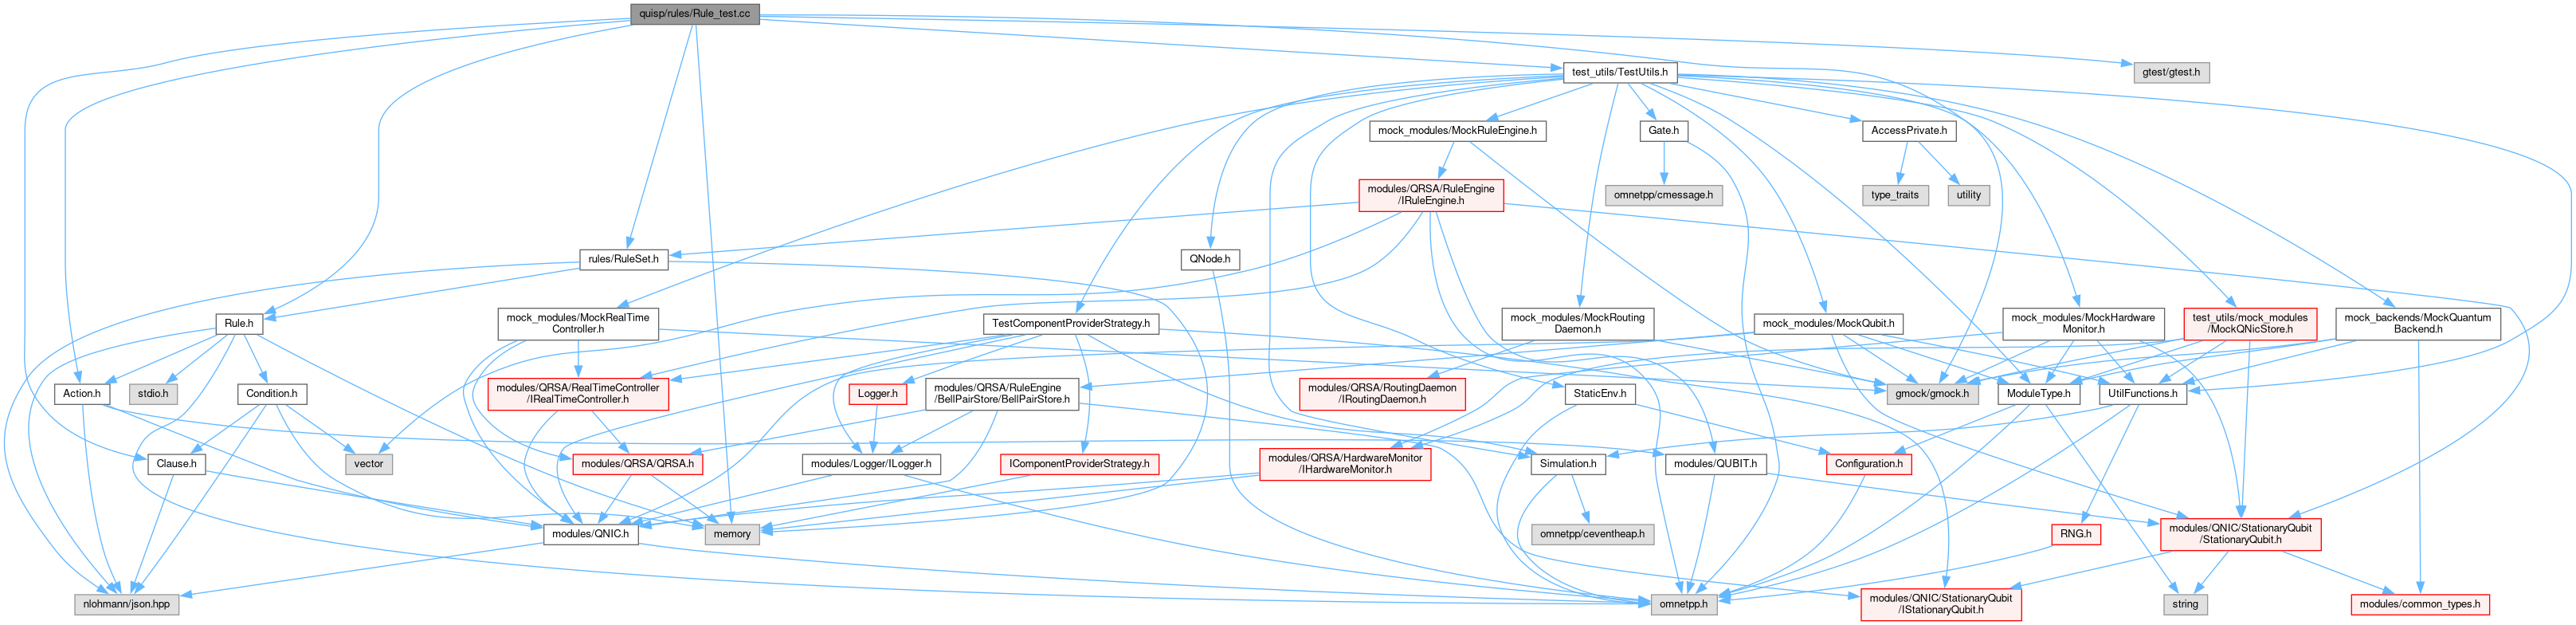 quisp/rules/Rule_test.cc
test_utils/TestUtils.h
gtest/gtest.h
mock_modules/MockRuleEngine.h
Gate.h
AccessPrivate.h
modules/QRSA/RuleEngine
/IRuleEngine.h
omnetpp/cmessage.h
type_traits
utility
rules/RuleSet.h
QNode.h
Rule.h
mock_modules/MockRealTime
Controller.h
TestComponentProviderStrategy.h
mock_modules/MockRouting
Daemon.h
mock_modules/MockQubit.h
mock_modules/MockHardware
Monitor.h
test_utils/mock_modules
/MockQNicStore.h
mock_backends/MockQuantum
Backend.h
Action.h
stdio.h
Condition.h
modules/QRSA/RealTimeController
/IRealTimeController.h
Logger.h
modules/QRSA/RuleEngine
/BellPairStore/BellPairStore.h
modules/QRSA/RoutingDaemon
/IRoutingDaemon.h
StaticEnv.h
gmock/gmock.h
ModuleType.h
UtilFunctions.h
Clause.h
vector
modules/QRSA/QRSA.h
modules/Logger/ILogger.h
IComponentProviderStrategy.h
modules/QRSA/HardwareMonitor
/IHardwareMonitor.h
Simulation.h
modules/QUBIT.h
Configuration.h
modules/QNIC.h
memory
omnetpp/ceventheap.h
RNG.h
modules/QNIC/StationaryQubit
/StationaryQubit.h
nlohmann/json.hpp
omnetpp.h
modules/QNIC/StationaryQubit
/IStationaryQubit.h
string
modules/common_types.h